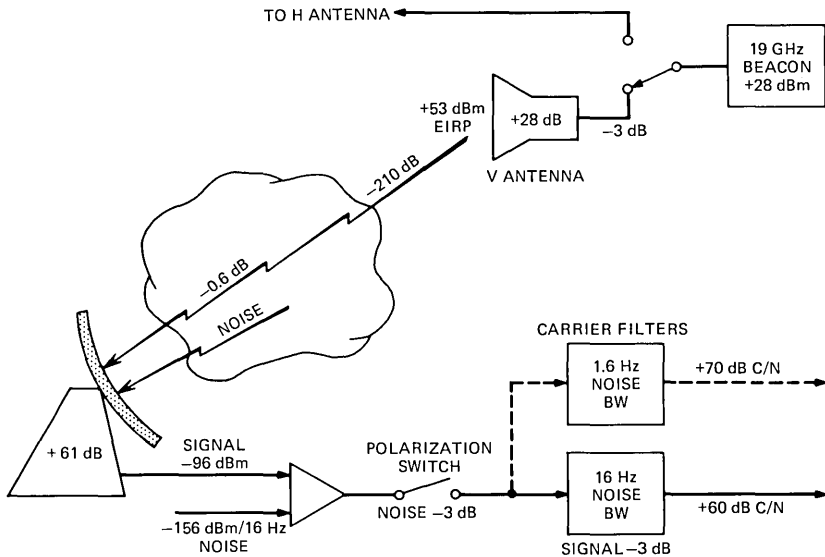 TO H ANTENNA
19 GHz
BEACON
+28 dBm
+53 dBm
EIRP
+28 dB
−3 dB
V ANTENNA
−210 dB
−0.6 dB
NOISE
CARRIER FILTERS
1.6 Hz
NOISE
BW
+70 dB C/N
+ 61 dB
SIGNAL
−96 dBm
POLARIZATION
SWITCH
−156 dBm/16 Hz
NOISE
NOISE −3 dB
16 Hz
NOISE
BW
+60 dB C/N
SIGNAL −3 dB